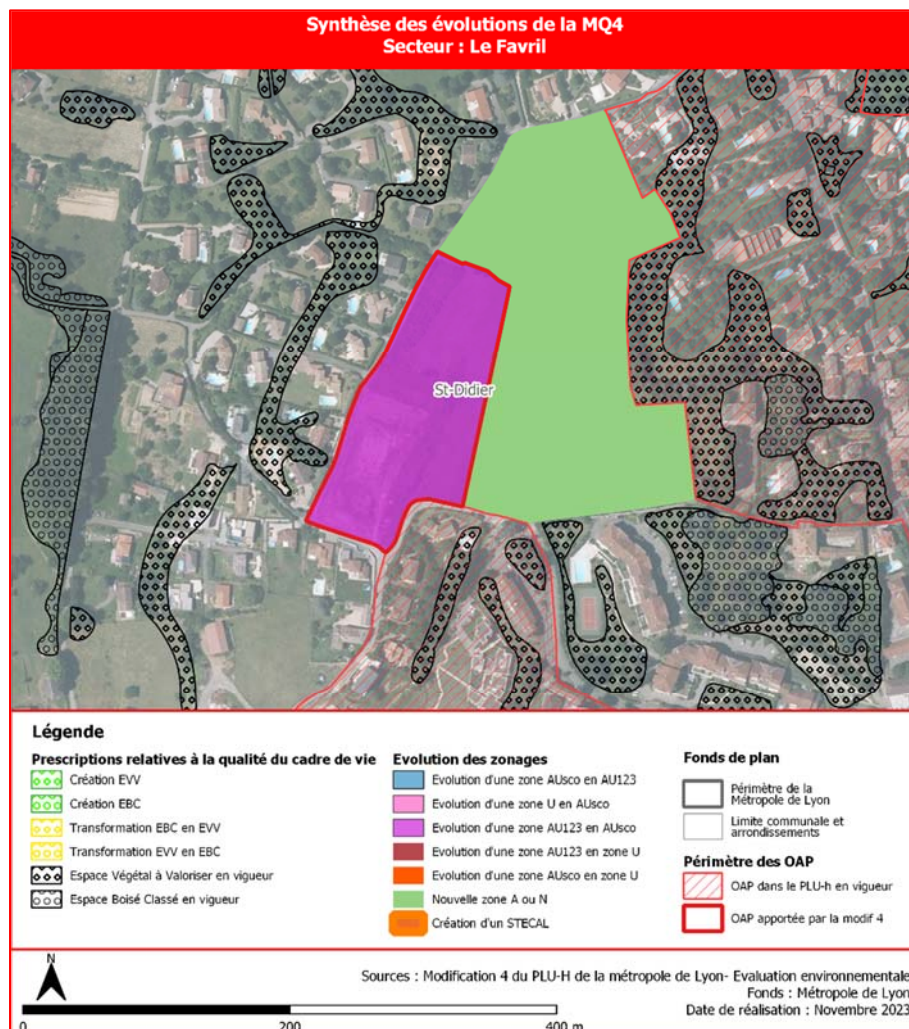 Synthèse des évolutions de la MQ4
Secteur : Le Favril
St-Didier
Légende
Prescriptions relatives à la qualité du cadre de vie
Création EVV
Création EBC
Transformation EBC en EVV
Transformation EVV en EBC
Espace Végétal à Valoriser en vigueur
Espace Boisé Classé en vigueur
Evolution des zonages
Evolution d'une zone AUsco en AU123
Evolution d'une zone U en AUsco
Evolution d'une zone AU123 en AUsco
Evolution d'une zone AU123 en zone U
Evolution d'une zone AUsco en zone U
Nouvelle zone A ou N
Création d'un STECAL
Fonds de plan
Périmètre de la
Métropole de Lyon
Limite communale et
arrondissements
Périmètre des OAP
OAP dans le PLU-h en vigueur
OAP apportée par la modif 4
N
0 200 400 m
Sources : Modification 4 du PLU-H de la métropole de Lyon- Evaluation environnementale
Fonds : Métropole de Lyon
Date de réalisation : Novembre 2023